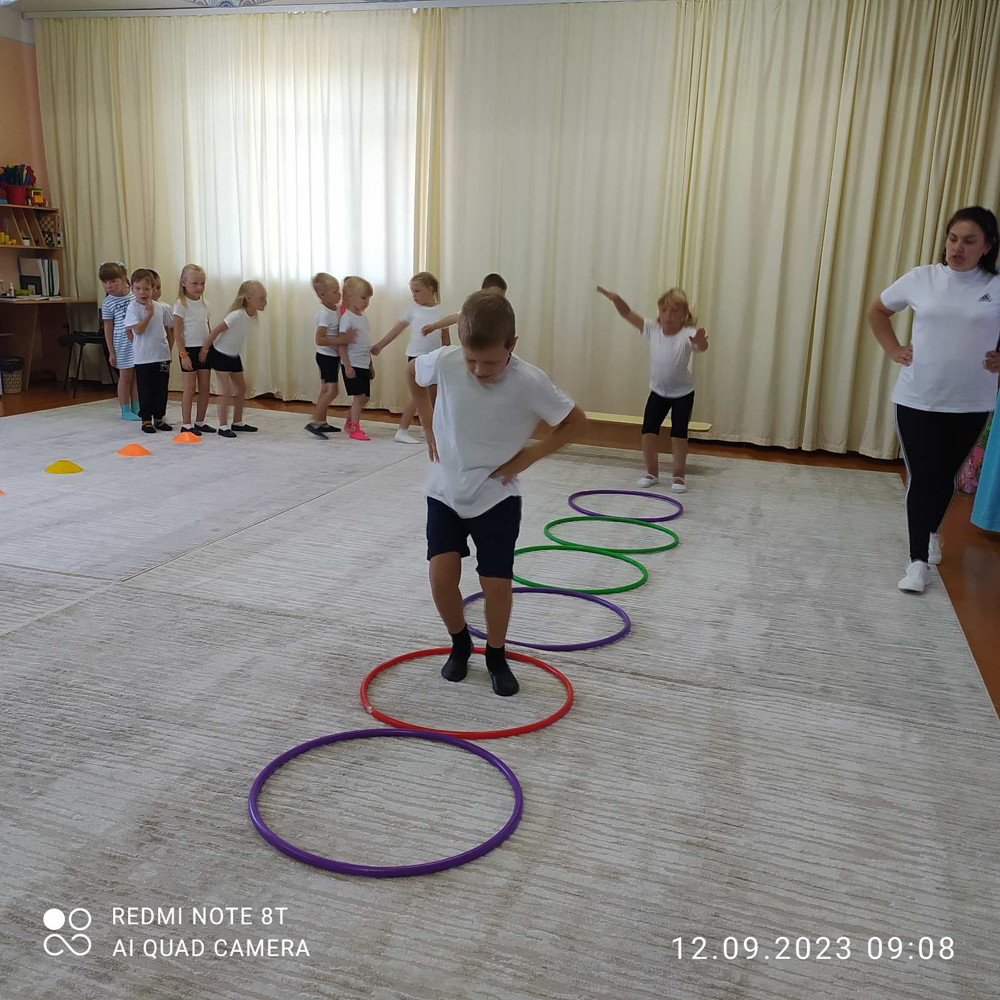 REDMI NOTE 8T
AI QUAD CAMERA
12.09.2023 09:08